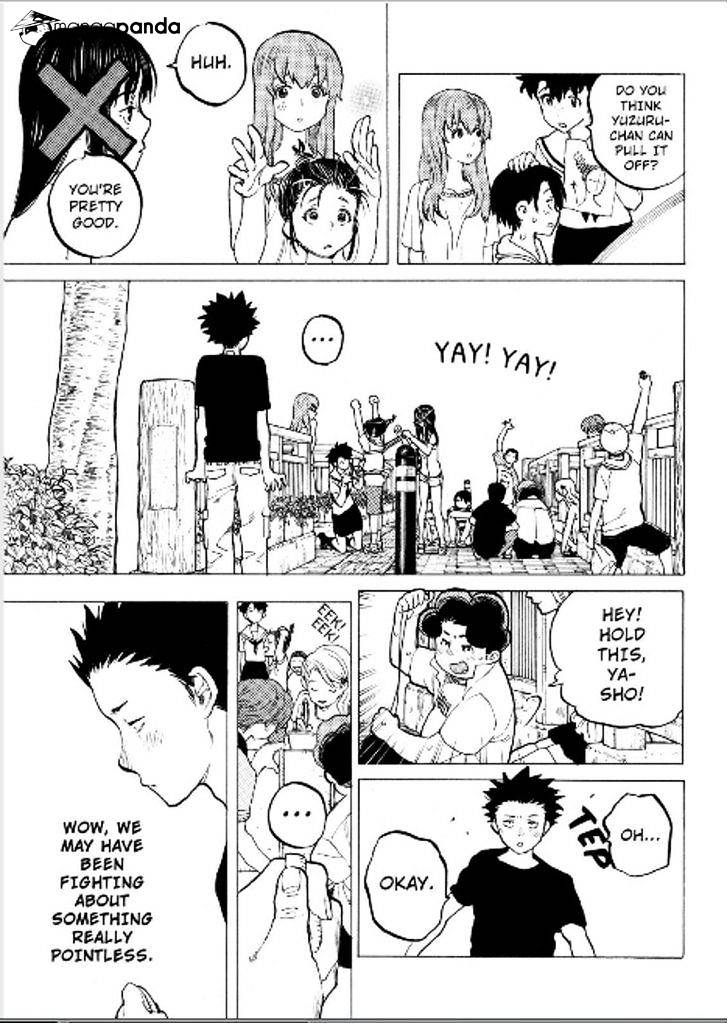 mangapanda
DO YOU
THINK
YUZURU-
CHAN CAN
PULL IT
OFF?
HUH.
YOU'RE
PRETTY
GOOD.
...
YAY! YAY!
HEY!
HOLD
THIS,
YA-
SHO!
OH...
TEP
OKAY.
EEK!
EEK!
...
WOW, WE
MAY HAVE
BEEN
FIGHTING
ABOUT
SOMETHING
REALLY
POINTLESS.